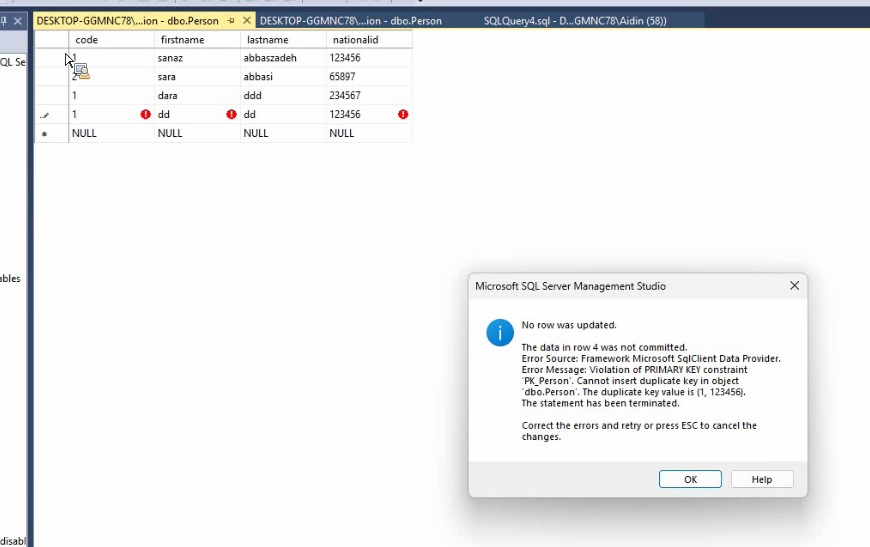 DESKTOP-GGMNC78\...ion - dbo.Person
DESKTOP-GGMNC78\...ion - dbo.Person
SQLQuery4.sql - D...GMNC78\Aidin (58))
code firstname lastname nationalid
1 sanaz abbaszadeh 123456
2 sara abbasi 65897
1 dara ddd 234567
1 dd dd 123456
NULL NULL NULL NULL
QL Se
ables
disabl
Microsoft SQL Server Management Studio
No row was updated.
The data in row 4 was not committed.
Error Source: Framework Microsoft SqlClient Data Provider.
Error Message: Violation of PRIMARY KEY constraint
'PK_Person'. Cannot insert duplicate key in object
'dbo.Person'. The duplicate key value is (1, 123456).
The statement has been terminated.
Correct the errors and retry or press ESC to cancel the
changes.
OK Help